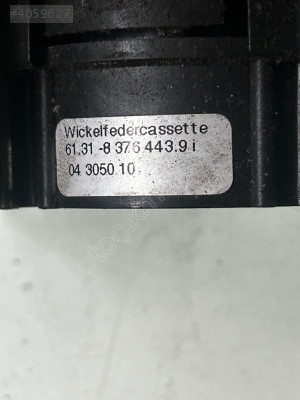 Wickelfedercassette
61.31 -8 376 443.9 i
04 3050.10